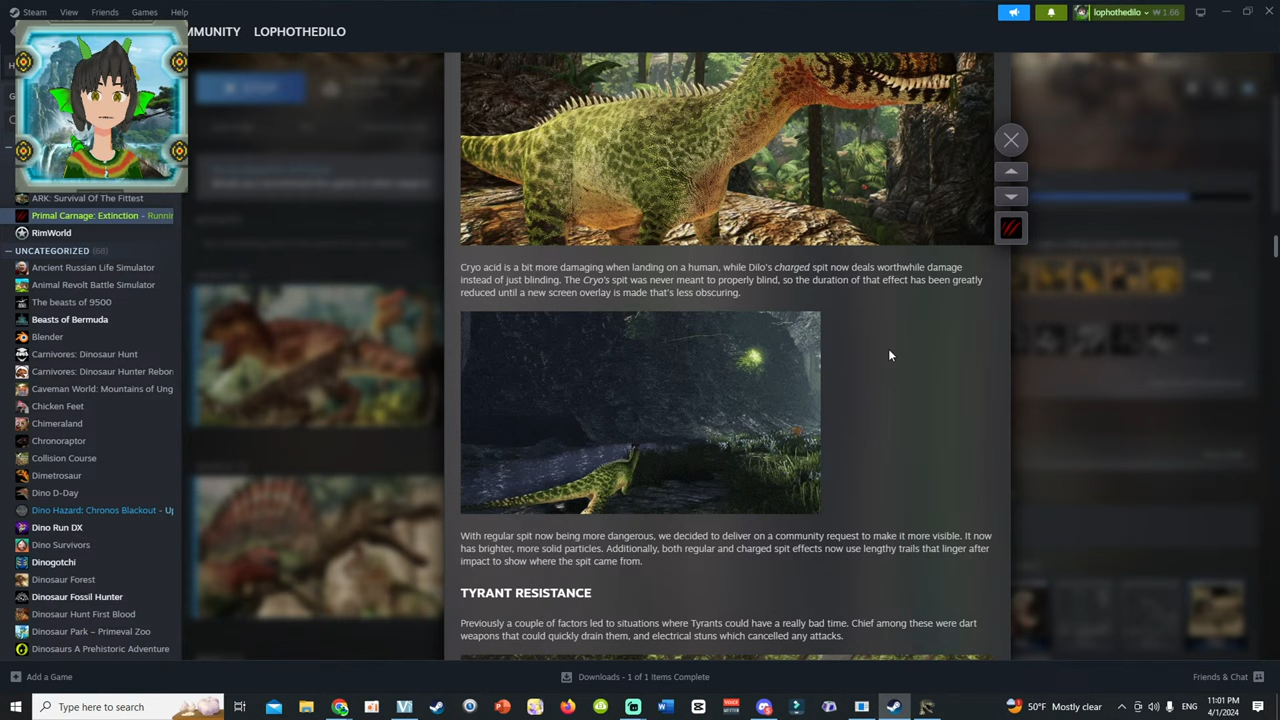 Steam View Friends Games Help
lophothedilo ₩ 1.66
MUNITY LOPHOTHEDILO
ARK: Survival Of The Fittest
Primal Carnage: Extinction - Runnin
RimWorld
UNCATEGORIZED (68)
Ancient Russian Life Simulator
Animal Revolt Battle Simulator
The beasts of 9500
Beasts of Bermuda
Blender
Carnivores: Dinosaur Hunt
Carnivores: Dinosaur Hunter Rebor
Caveman World: Mountains of Ung
Chicken Feet
Chimeraland
Chronoraptor
Collision Course
Dimetrosaur
Dino D-Day
Dino Hazard: Chronos Blackout - Up
Dino Run DX
Dino Survivors
Dinogotchi
Dinosaur Forest
Dinosaur Fossil Hunter
Dinosaur Hunt First Blood
Dinosaur Park – Primeval Zoo
Dinosaurs A Prehistoric Adventure
Cryo acid is a bit more damaging when landing on a human, while Dilo's charged spit now deals worthwhile damage
instead of just blinding. The Cryo's spit was never meant to properly blind, so the duration of that effect has been greatly
reduced until a new screen overlay is made that's less obscuring.
With regular spit now being more dangerous, we decided to deliver on a community request to make it more visible. It now
has brighter, more solid particles. Additionally, both regular and charged spit effects now use lengthy trails that linger after
impact to show where the spit came from.
TYRANT RESISTANCE
Previously a couple of factors led to situations where Tyrants could have a really bad time. Chief among these were dart
weapons that could quickly drain them, and electrical stuns which cancelled any attacks.
Add a Game
Downloads - 1 of 1 Items Complete
Friends & Chat
Type here to search
50°F Mostly clear
ENG
11:01 PM
4/1/2024